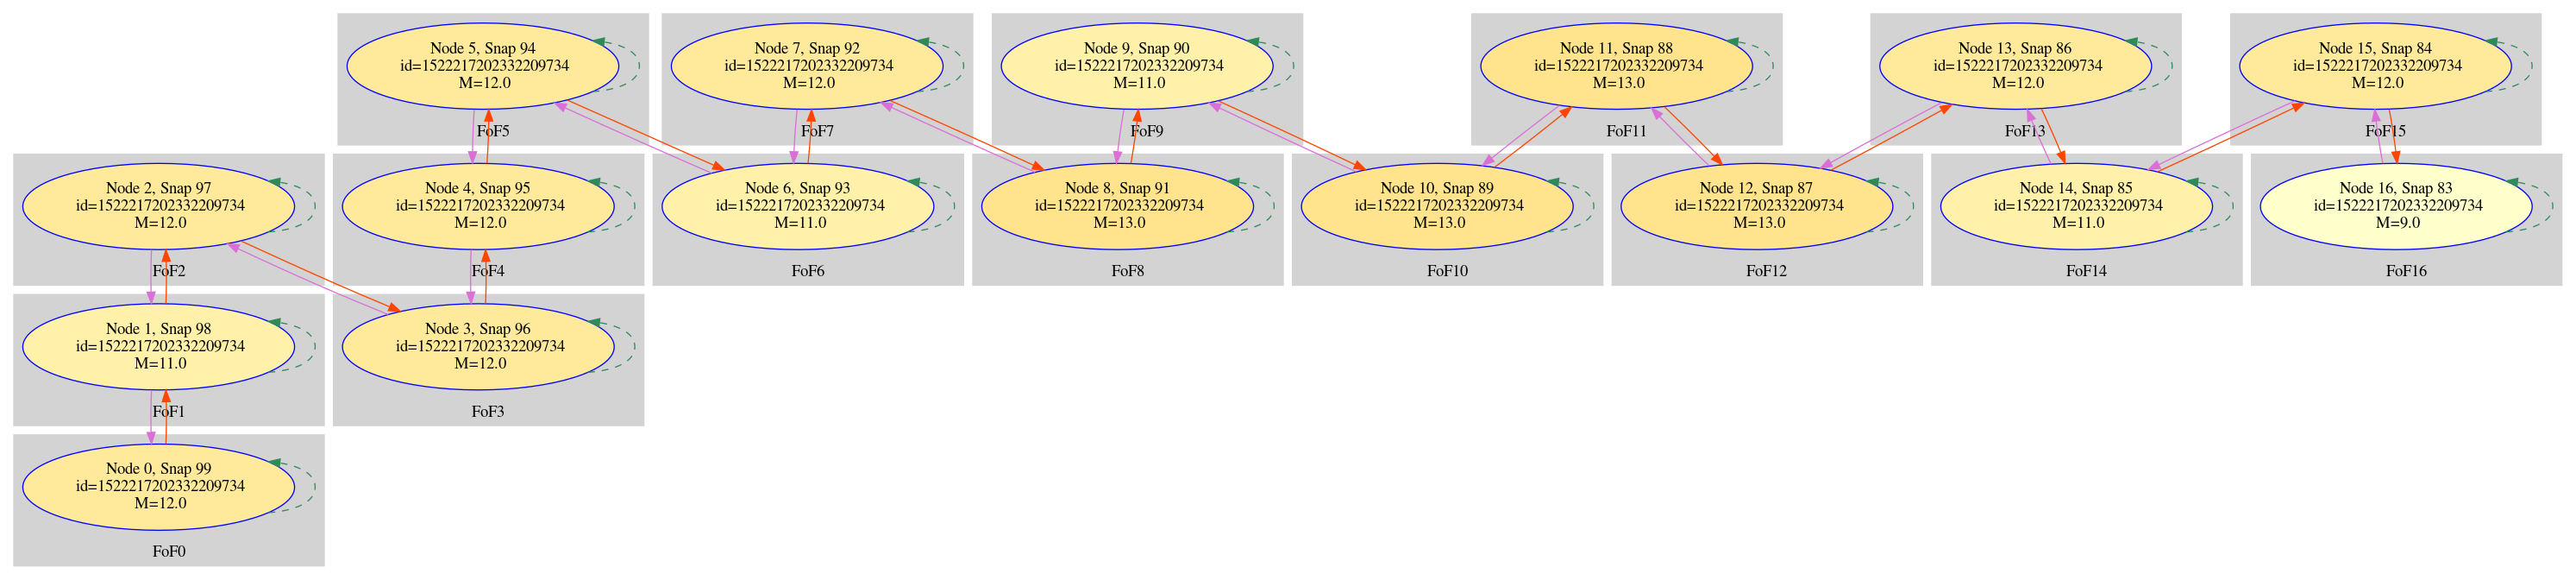 Node 5, Snap 94
id=1522217202332209734
M=12.0
FoF5
Node 7, Snap 92
id=1522217202332209734
M=12.0
FoF7
Node 9, Snap 90
id=1522217202332209734
M=11.0
FoF9
Node 11, Snap 88
id=1522217202332209734
M=13.0
FoF11
Node 13, Snap 86
id=1522217202332209734
M=12.0
FoF13
Node 15, Snap 84
id=1522217202332209734
M=12.0
FoF15
Node 2, Snap 97
id=1522217202332209734
M=12.0
FoF2
Node 4, Snap 95
id=1522217202332209734
M=12.0
FoF4
Node 6, Snap 93
id=1522217202332209734
M=11.0
FoF6
Node 8, Snap 91
id=1522217202332209734
M=13.0
FoF8
Node 10, Snap 89
id=1522217202332209734
M=13.0
FoF10
Node 12, Snap 87
id=1522217202332209734
M=13.0
FoF12
Node 14, Snap 85
id=1522217202332209734
M=11.0
FoF14
Node 16, Snap 83
id=1522217202332209734
M=9.0
FoF16
Node 1, Snap 98
id=1522217202332209734
M=11.0
FoF1
Node 3, Snap 96
id=1522217202332209734
M=12.0
FoF3
Node 0, Snap 99
id=1522217202332209734
M=12.0
FoF0